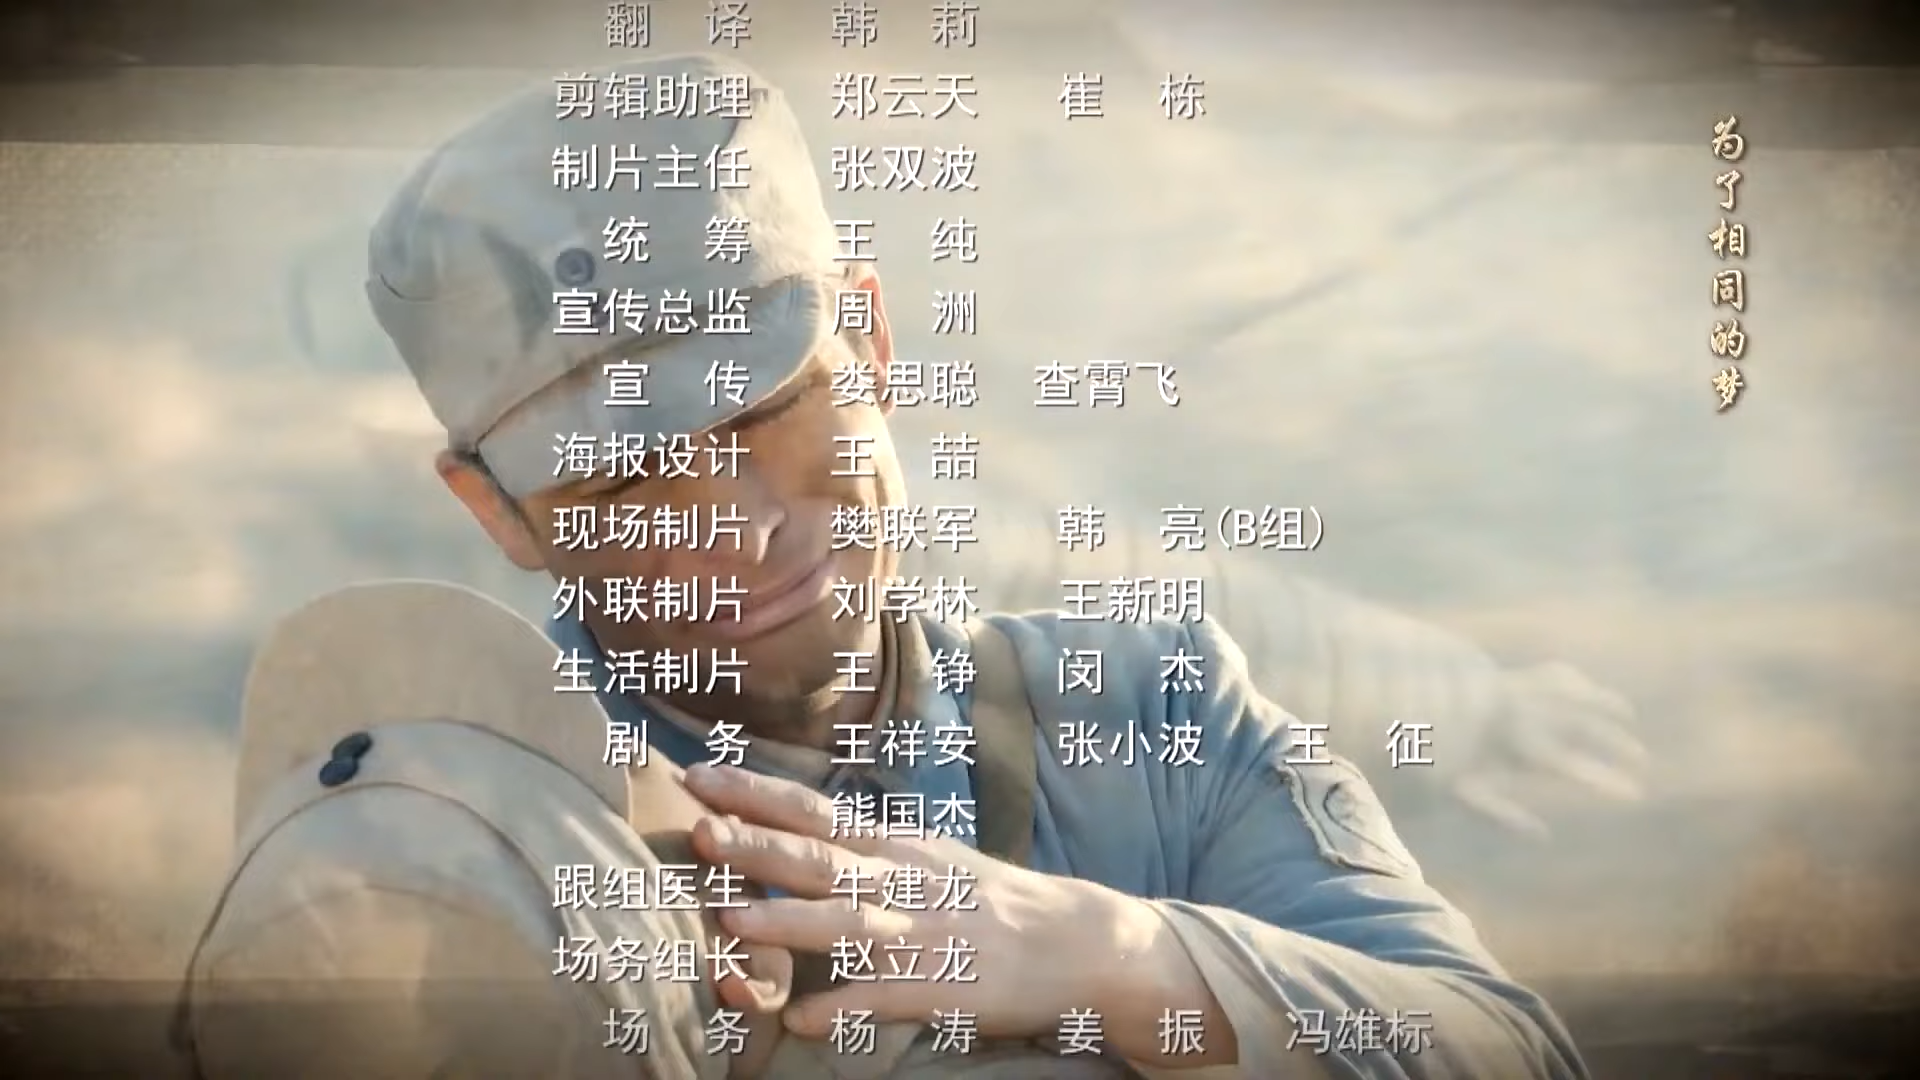 翻 译 韩 莉
剪辑助理 郑云天 崔 栋
制片主任 张双波
统 筹 王 纯
宣传总监 周 洲
宣 传 娄思聪 查霄飞
海报设计 王 喆
现场制片 樊联军 韩 亮(B组)
外联制片 刘学林 王新明
生活制片 王 铮 闵 杰
剧 务 王祥安 张小波 王 征
熊国杰
跟组医生 牛建龙
场务组长 赵立龙
场 务 杨 涛 姜 振 冯雄标
为了相同的梦